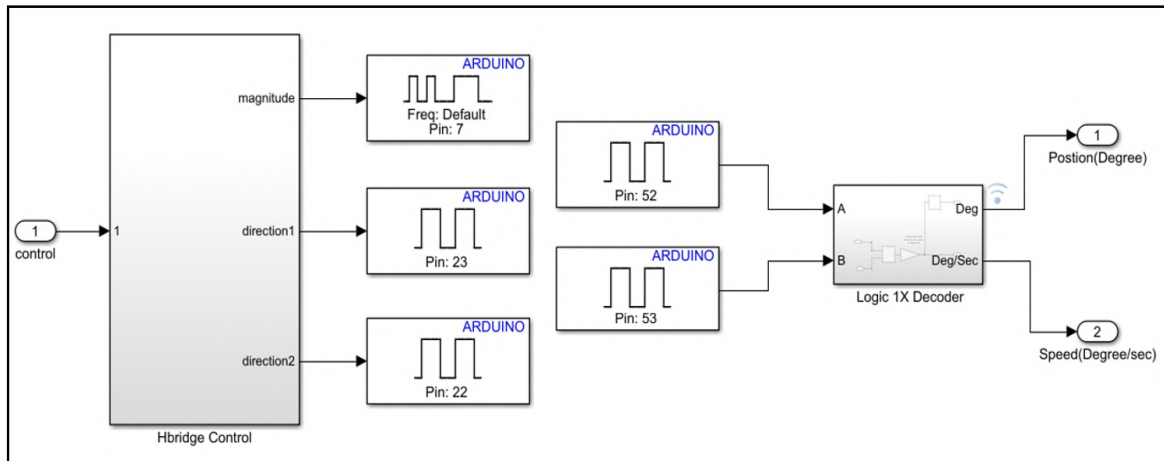 1
control
1
magnitude
direction1
direction2
Hbridge Control
ARDUINO
Freq: Default
Pin: 7
ARDUINO
Pin: 23
ARDUINO
Pin: 22
ARDUINO
Pin: 52
ARDUINO
Pin: 53
A
B
Deg
Deg/Sec
Logic 1X Decoder
1
Postion(Degree)
2
Speed(Degree/sec)